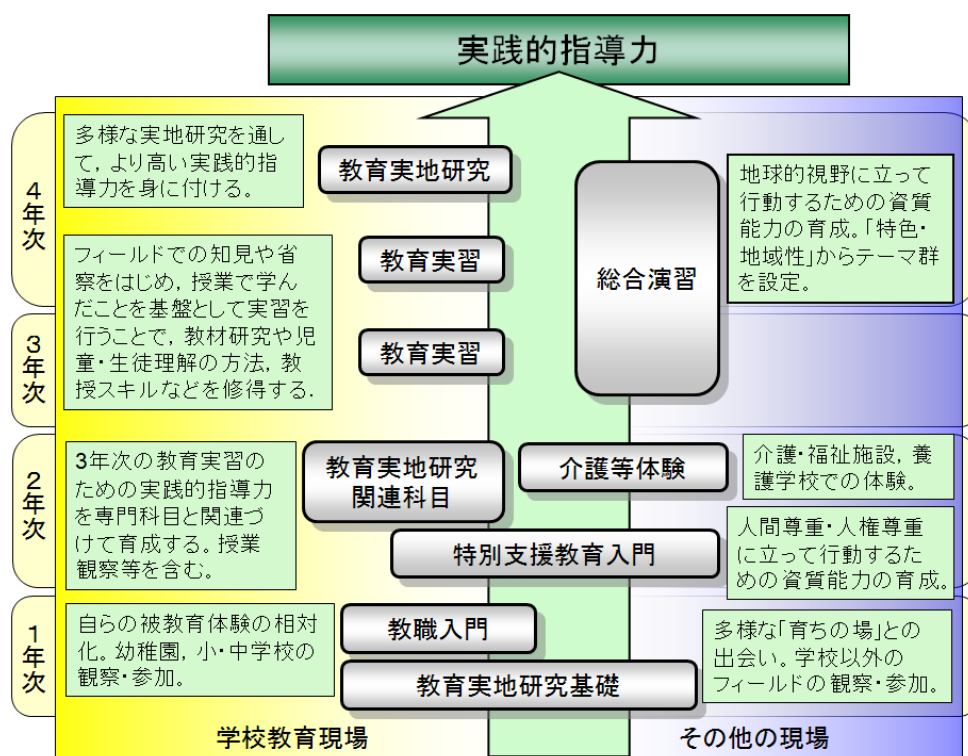 実践的指導力
4年次
多様な実地研究を通し
て，より高い実践的指
導力を身に付ける。
教育実地研究
総合演習
地球的視野に立って
行動するための資質
能力の育成。「特色・
地域性」からテーマ群
を設定。
フィールドでの知見や省
察をはじめ，授業で学ん
だことを基盤として実習を
行うことで，教材研究や児
童・生徒理解の方法，教
授スキルなどを修得する.
教育実習
3年次
教育実習
2年次
3年次の教育実習の
ための実践的指導力
を専門科目と関連づ
けて育成する。授業
観察等を含む。
教育実地研究
関連科目
介護等体験
介護・福祉施設，養
護学校での体験。
特別支援教育入門
人間尊重・人権尊重
に立って行動するた
めの資質能力の育成。
1年次
自らの被教育体験の相対
化。幼稚園，小・中学校の
観察・参加。
教職入門
教育実地研究基礎
多様な「育ちの場」との
出会い。学校以外の
フィールドの観察・参加。
学校教育現場
その他の現場